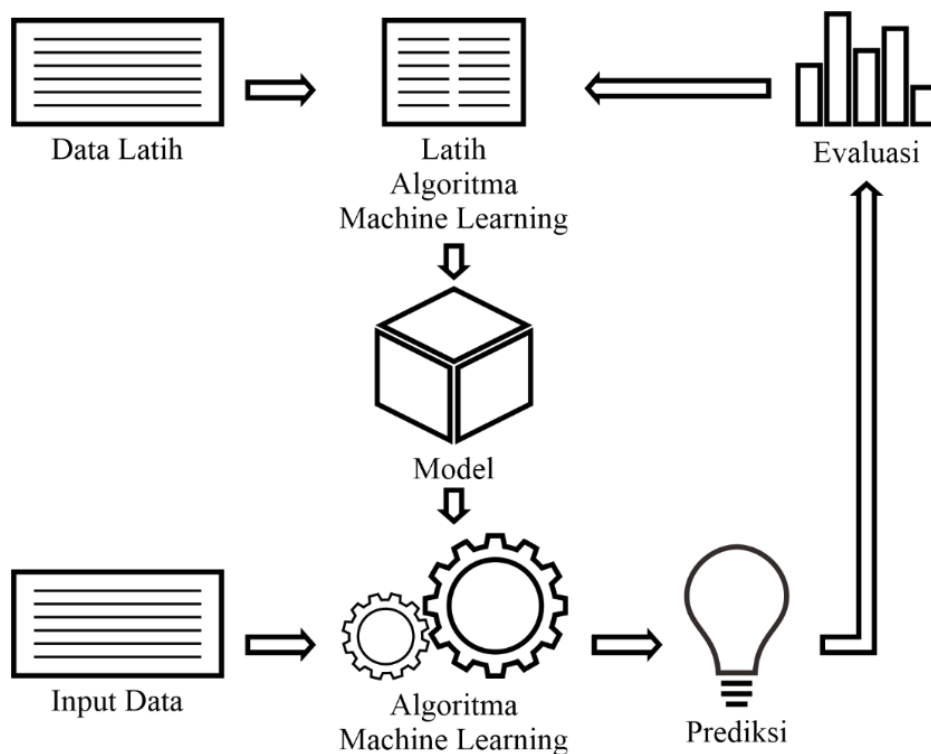 Data Latih
Latih
Algoritma
Machine Learning
Evaluasi
Model
Input Data
Algoritma
Machine Learning
Prediksi